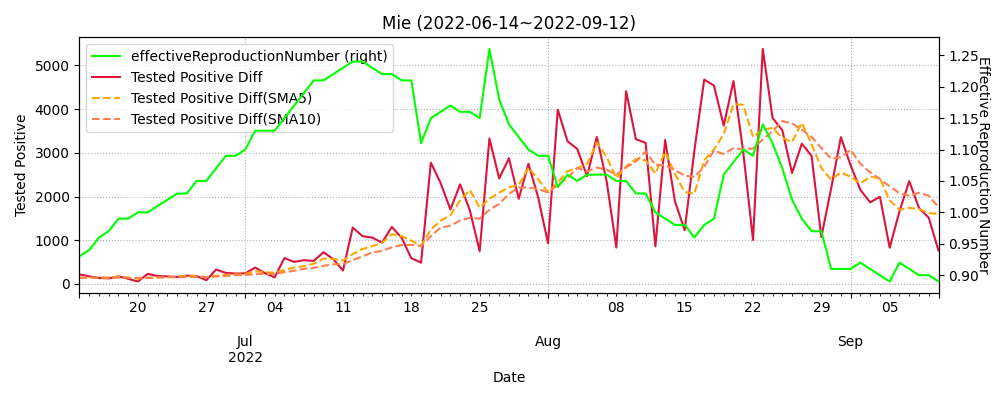 Mie (2022-06-14~2022-09-12)
effectiveReproductionNumber (right)
Tested Positive Diff
Tested Positive Diff(SMA5)
Tested Positive Diff(SMA10)
Tested Positive
5000
4000
3000
2000
1000
0
Effective Reproduction Number
1.25
1.20
1.15
1.10
1.05
1.00
0.95
0.90
20 27 04 11 18 25 08 15 22 29 05
Jul Aug Sep
2022
Date